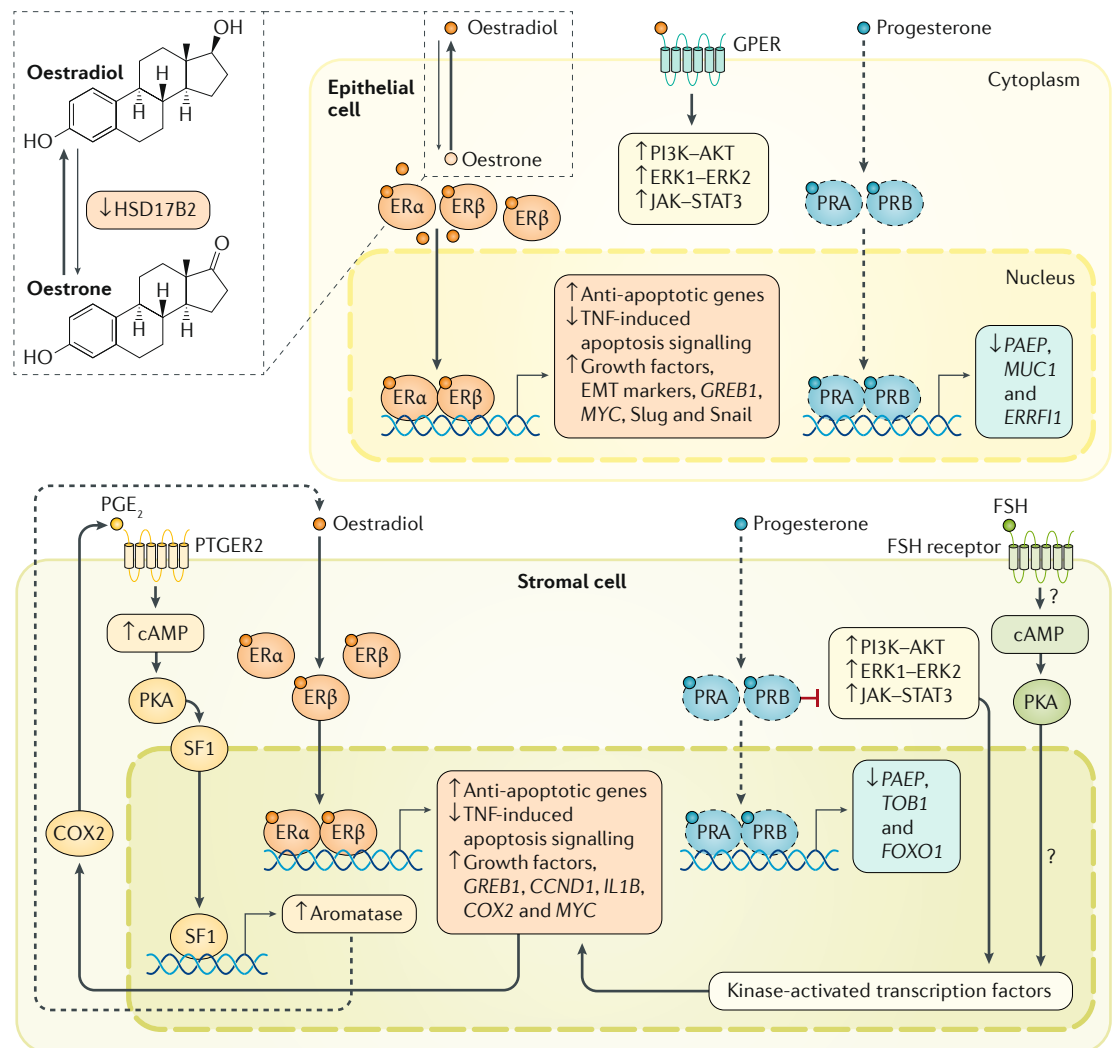 OH
Oestradiol
H
H
H
HO
↓HSD17B2
O
Oestrone
H
H
H
HO
Oestradiol
Oestrone
GPER
Progesterone
Epithelial
cell
Cytoplasm
↑PI3K–AKT
↑ERK1–ERK2
↑JAK–STAT3
ERα
ERβ
ERβ
PRA
PRB
Nucleus
↑Anti-apoptotic genes
↓TNF-induced
apoptosis signalling
↑Growth factors,
EMT markers, GREB1,
MYC, Slug and Snail
↓PAEP,
MUC1
and
ERRFI1
ERα
ERβ
PRA
PRB
PGE₂
PTGER2
Oestradiol
Progesterone
FSH
FSH receptor
Stromal cell
?
↑cAMP
cAMP
ERα
ERβ
ERβ
↑PI3K–AKT
↑ERK1–ERK2
↑JAK–STAT3
PKA
PRA
PRB
PKA
SF1
↑Anti-apoptotic genes
↓TNF-induced
apoptosis signalling
↑Growth factors,
GREB1, CCND1, IL1B,
COX2 and MYC
↓PAEP,
TOB1
and
FOXO1
COX2
ERα
ERβ
PRA
PRB
?
↑Aromatase
SF1
Kinase-activated transcription factors